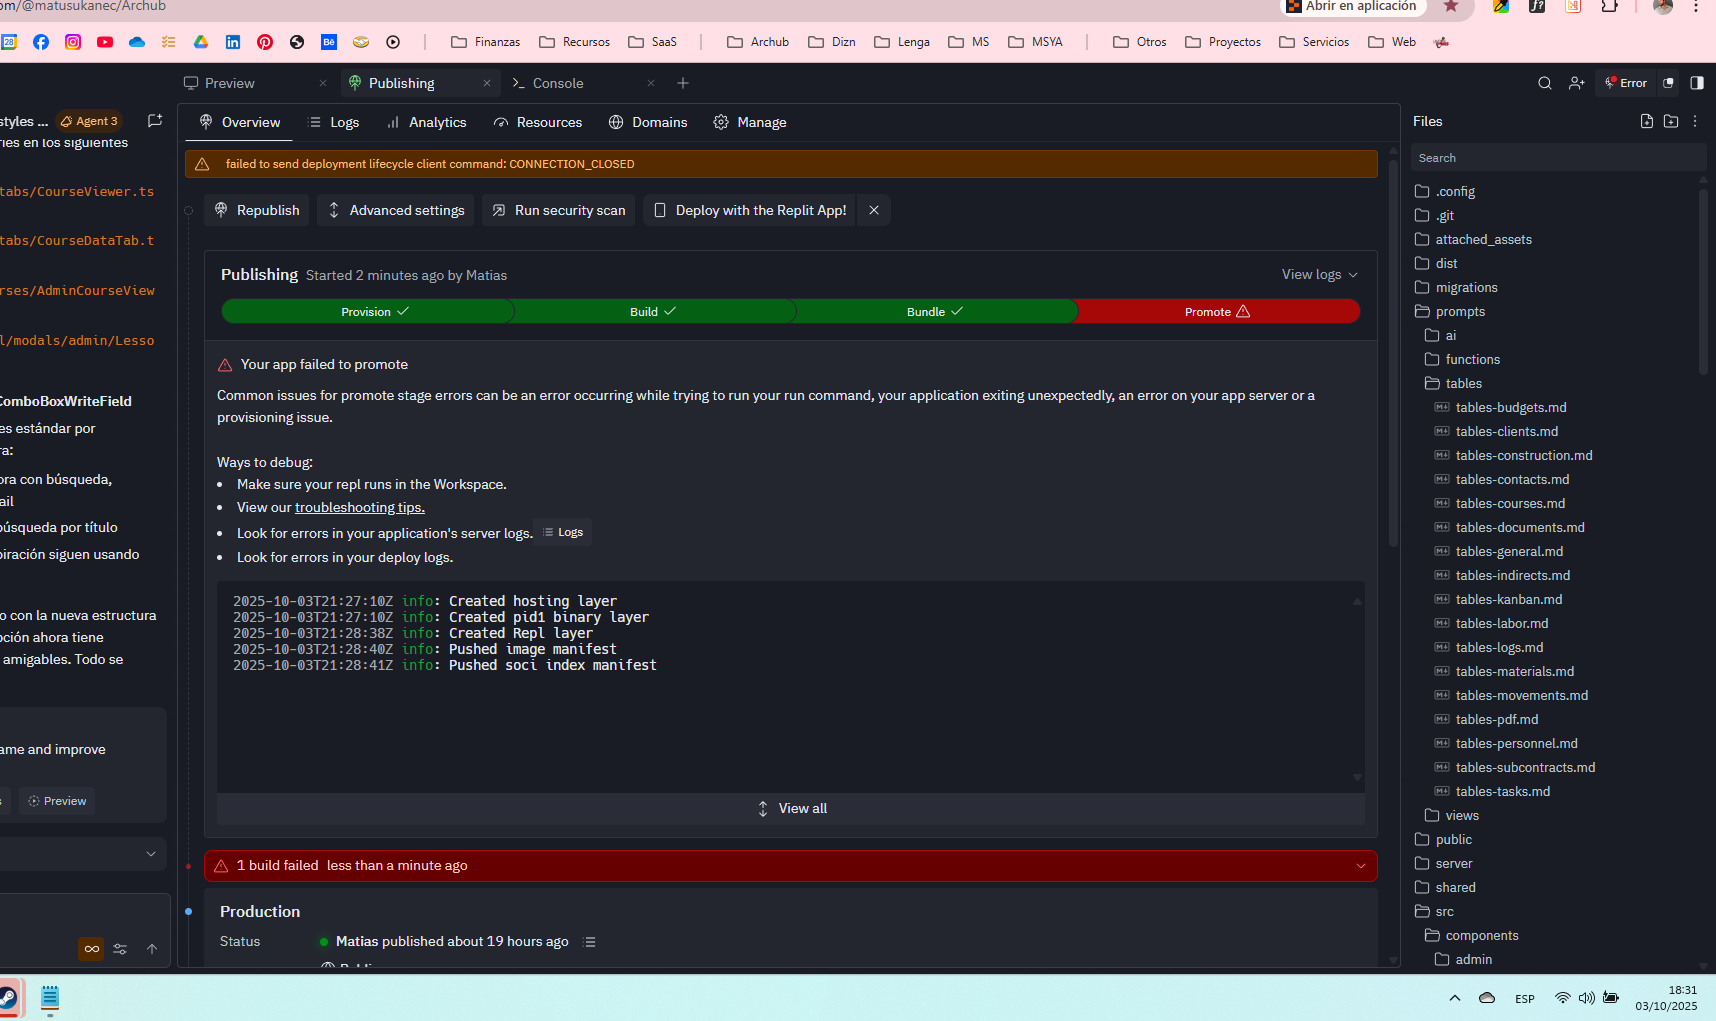 om/@matusukanec/Archub
Abrir en aplicación
Finanzas
Recursos
SaaS
Archub
Dizn
Lenga
MS
MSYA
Otros
Proyectos
Servicios
Web
Preview
Publishing
Console
Error
styles ...
Agent 3
Overview
Logs
Analytics
Resources
Domains
Manage
Files
ries en los siguientes
tabs/CourseViewer.ts
tabs/CourseDataTab.t
rses/AdminCourseView
l/modals/admin/Lesso
ComboBoxWriteField
es estándar por
ra:
ora con búsqueda,
ail
búsqueda por título
piración siguen usando
o con la nueva estructura
pción ahora tiene
amigables. Todo se
ame and improve
s
Preview
failed to send deployment lifecycle client command: CONNECTION_CLOSED
Republish
Advanced settings
Run security scan
Deploy with the Replit App!
Publishing Started 2 minutes ago by Matias
View logs
Provision
Build
Bundle
Promote
Your app failed to promote
Common issues for promote stage errors can be an error occurring while trying to run your run command, your application exiting unexpectedly, an error on your app server or a
provisioning issue.
Ways to debug:
Make sure your repl runs in the Workspace.
View our troubleshooting tips.
Look for errors in your application's server logs. Logs
Look for errors in your deploy logs.
2025-10-03T21:27:10Z info: Created hosting layer
2025-10-03T21:27:10Z info: Created pid1 binary layer
2025-10-03T21:28:38Z info: Created Repl layer
2025-10-03T21:28:40Z info: Pushed image manifest
2025-10-03T21:28:41Z info: Pushed soci index manifest
View all
1 build failed less than a minute ago
Production
Status
Matias published about 19 hours ago
Search
.config
.git
attached_assets
dist
migrations
prompts
ai
functions
tables
tables-budgets.md
tables-clients.md
tables-construction.md
tables-contacts.md
tables-courses.md
tables-documents.md
tables-general.md
tables-indirects.md
tables-kanban.md
tables-labor.md
tables-logs.md
tables-materials.md
tables-movements.md
tables-pdf.md
tables-personnel.md
tables-subcontracts.md
tables-tasks.md
views
public
server
shared
src
components
admin
ESP
18:31
03/10/2025